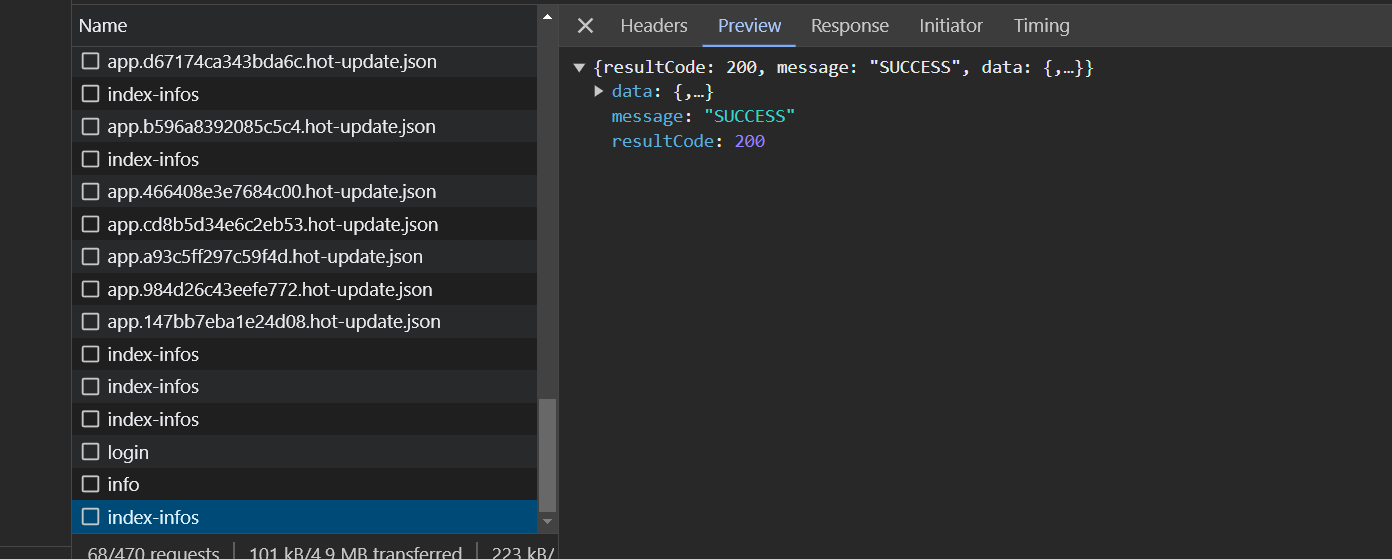 Name
app.d67174ca343bda6c.hot-update.json
index-infos
app.b596a8392085c5c4.hot-update.json
index-infos
app.466408e3e7684c00.hot-update.json
app.cd8b5d34e6c2eb53.hot-update.json
app.a93c5ff297c59f4d.hot-update.json
app.984d26c43eefe772.hot-update.json
app.147bb7eba1e24d08.hot-update.json
index-infos
index-infos
index-infos
login
info
index-infos
68/470 requests 101 kB/4.9 MB transferred 223 kB/
Headers Preview Response Initiator Timing
{resultCode: 200, message: "SUCCESS", data: {,…}}
data: {,…}
message: "SUCCESS"
resultCode: 200